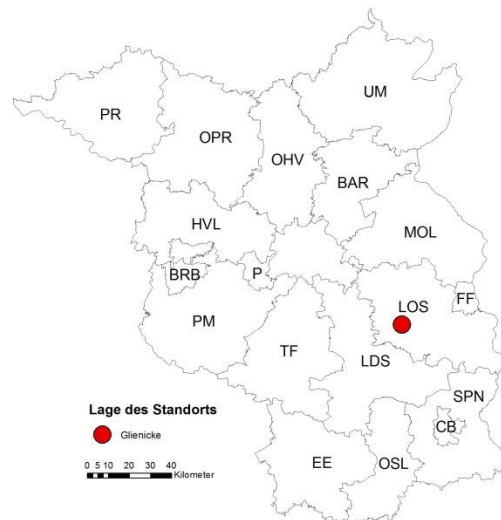 UM
PR
OPR
OHV
BAR
HVL
MOL
BRB
P
LOS
FF
PM
TF
LDS
SPN
CB
EE
OSL
Lage des Standorts
Glienicke
0 5 10 20 30 40
Kilometer